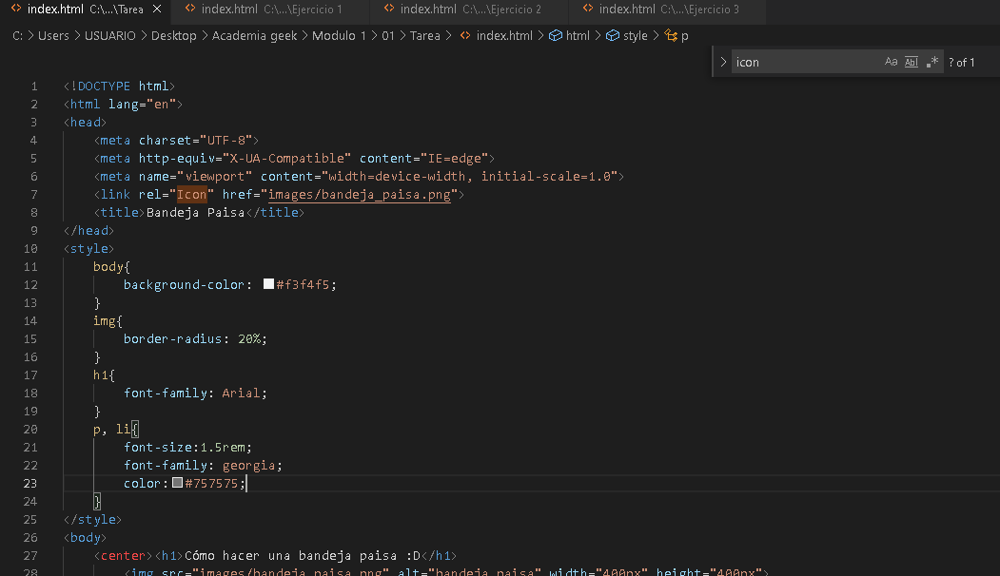 index.html C:\...\Tarea index.html C:\...\Ejercicio 1 index.html C:\...\Ejercicio 2 index.html C:\...\Ejercicio 3
C: > Users > USUARIO > Desktop > Academia geek > Modulo 1 > 01 > Tarea > index.html > html > style > p
icon Aa Abl .* ? of 1
1 <!DOCTYPE html>
2 <html lang="en">
3 <head>
4 <meta charset="UTF-8">
5 <meta http-equiv="X-UA-Compatible" content="IE=edge">
6 <meta name="viewport" content="width=device-width, initial-scale=1.0">
7 <link rel="Icon" href="images/bandeja_paisa.png">
8 <title>Bandeja Paisa</title>
9 </head>
10 <style>
11 body{
12 background-color: #f3f4f5;
13 }
14 img{
15 border-radius: 20%;
16 }
17 h1{
18 font-family: Arial;
19 }
20 p, li{
21 font-size:1.5rem;
22 font-family: georgia;
23 color: #757575;
24 }
25 </style>
26 <body>
27 <center><h1>Cómo hacer una bandeja paisa :D</h1>
28 <img src="images/bandeja_paisa.png" alt="bandeja_paisa" width="400px" height="400px">